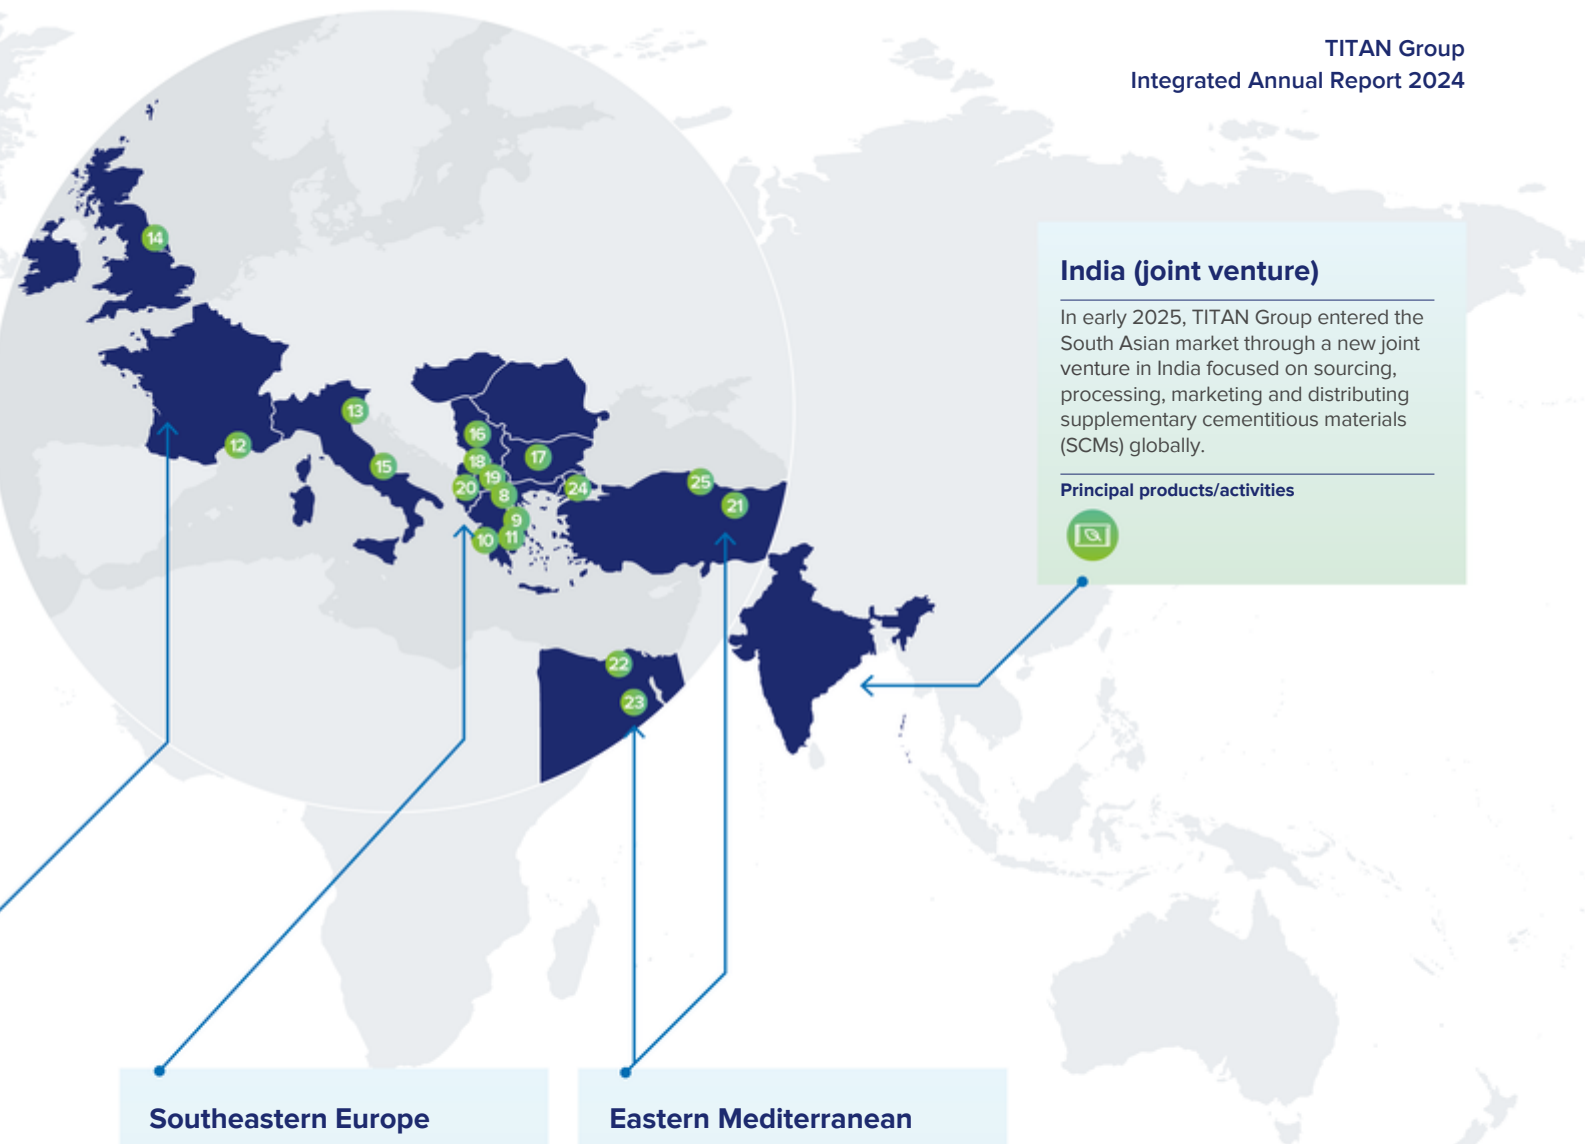 TITAN Group
Integrated Annual Report 2024
14
13
12
15
16
17
18
19
20
8
24
25
21
9
10
11
22
23
India (joint venture)
In early 2025, TITAN Group entered the
South Asian market through a new joint
venture in India focused on sourcing,
processing, marketing and distributing
supplementary cementitious materials
(SCMs) globally.
Principal products/activities
Southeastern Europe
Eastern Mediterranean